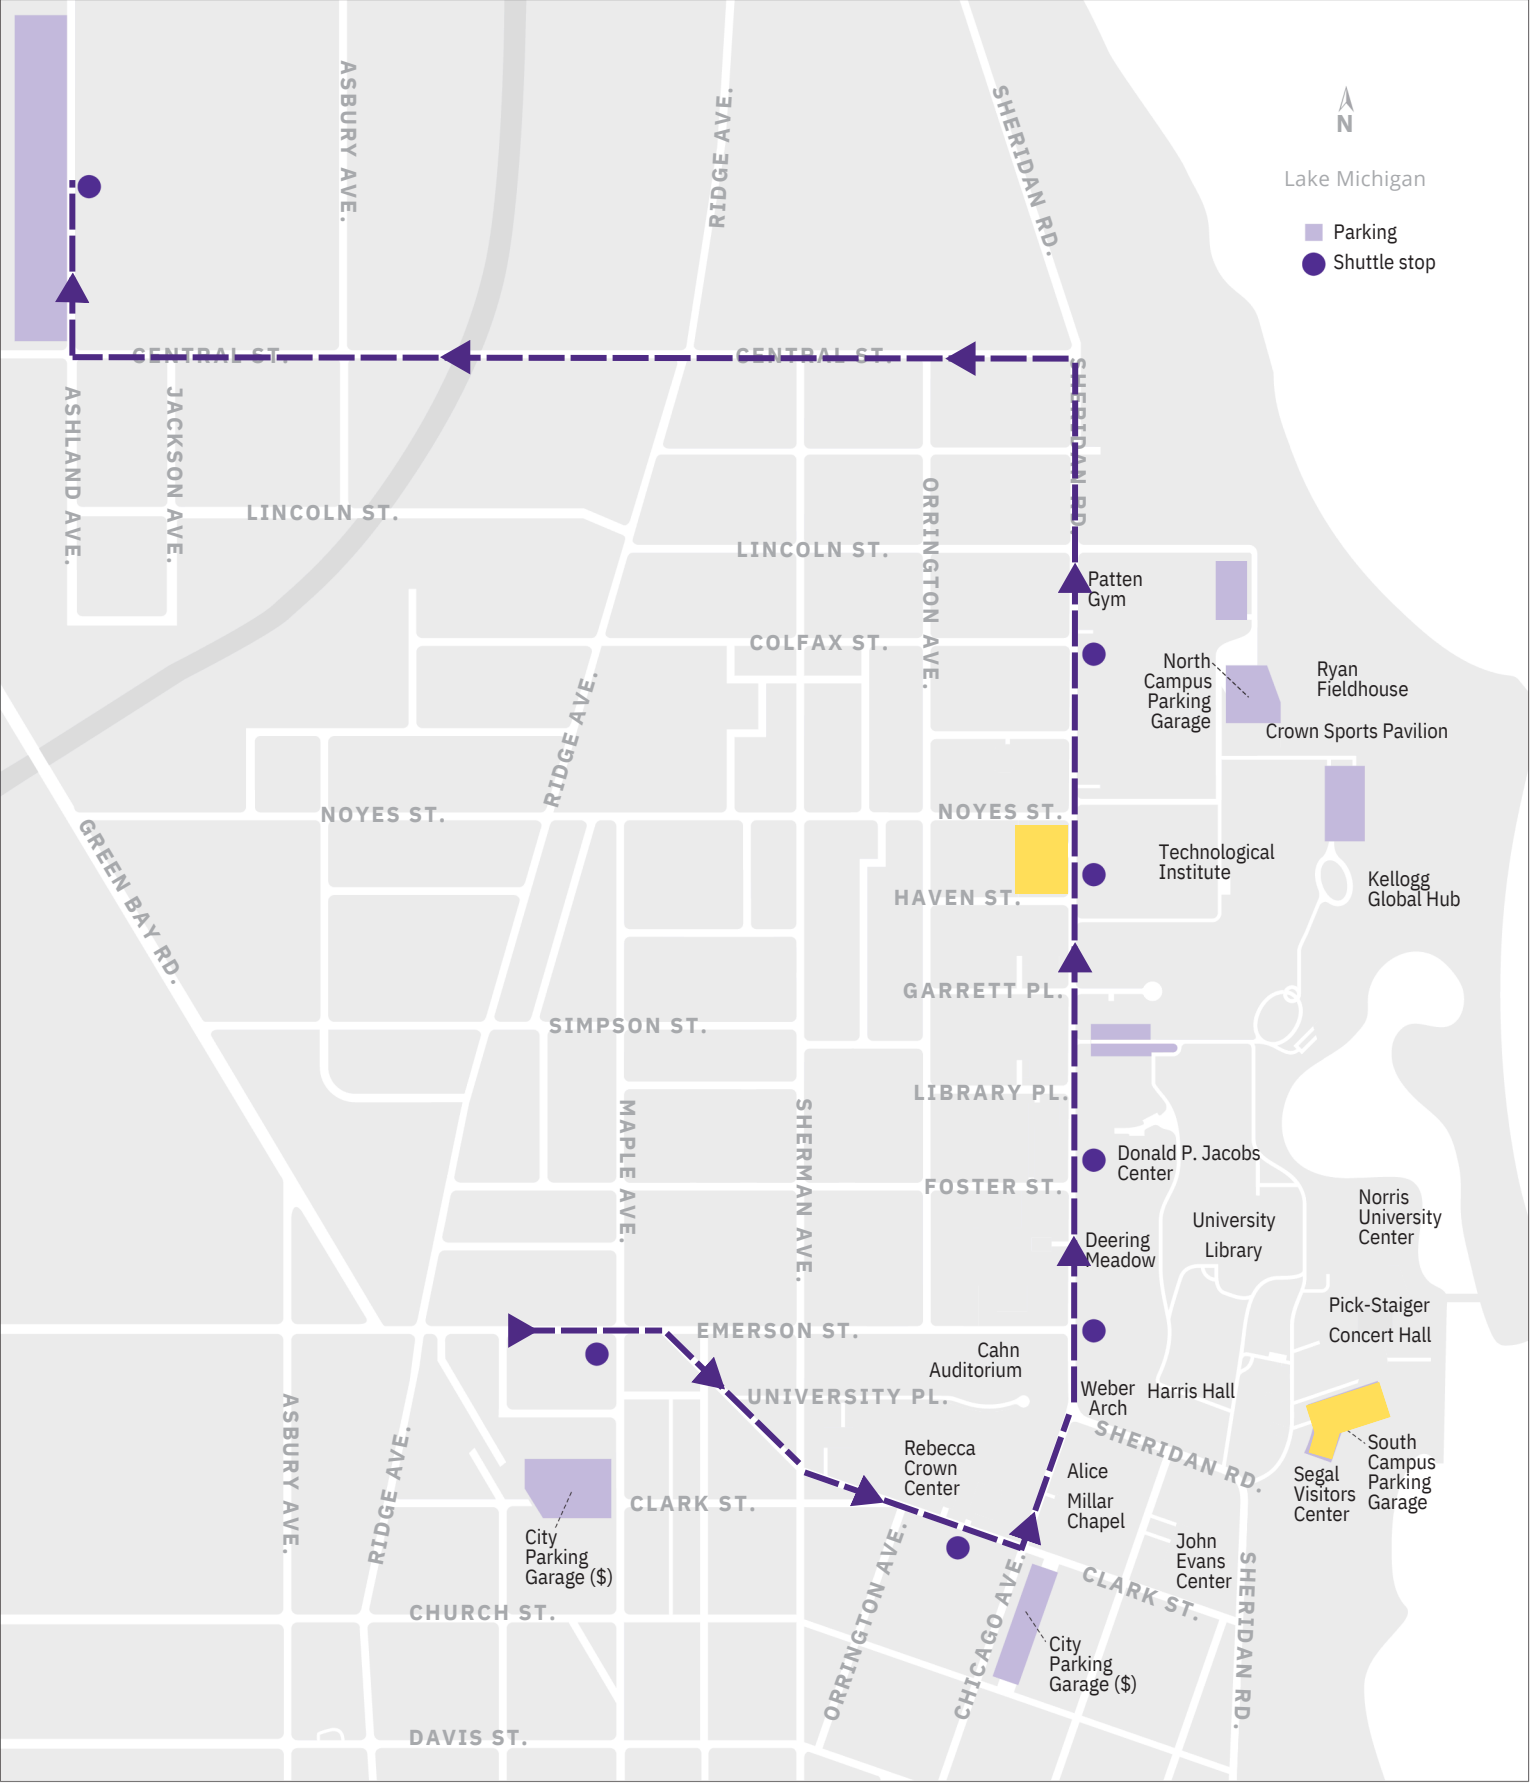 ASBURY AVE.
RIDGE AVE.
SHERIDAN RD.
N
Lake Michigan
Parking
Shuttle stop
CENTRAL ST.
CENTRAL ST.
ASHLAND AVE.
JACKSON AVE.
SHERIDAN RD.
LINCOLN ST.
LINCOLN ST.
ORRINGTON AVE.
Patten
Gym
COLFAX ST.
North
Campus
Parking
Garage
Ryan
Fieldhouse
Crown Sports Pavilion
RIDGE AVE.
NOYES ST.
NOYES ST.
GREEN BAY RD.
Technological
Institute
Kellogg
Global Hub
HAVEN ST.
GARRETT PL.
SIMPSON ST.
LIBRARY PL.
MAPLE AVE.
SHERMAN AVE.
Donald P. Jacobs
Center
FOSTER ST.
Norris
University
Center
University
Library
Deering
Meadow
Pick-Staiger
Concert Hall
EMERSON ST.
Cahn
Auditorium
UNIVERSITY PL.
Weber
Arch
Harris Hall
SHERIDAN RD.
ASBURY AVE.
RIDGE AVE.
Rebecca
Crown
Center
Alice
Millar
Chapel
South
Campus
Parking
Garage
Segal
Visitors
Center
CLARK ST.
City
Parking
Garage ($)
John
Evans
Center
CLARK ST.
SHERIDAN RD.
ORRINGTON AVE.
CHICAGO AVE.
CHURCH ST.
City
Parking
Garage ($)
DAVIS ST.